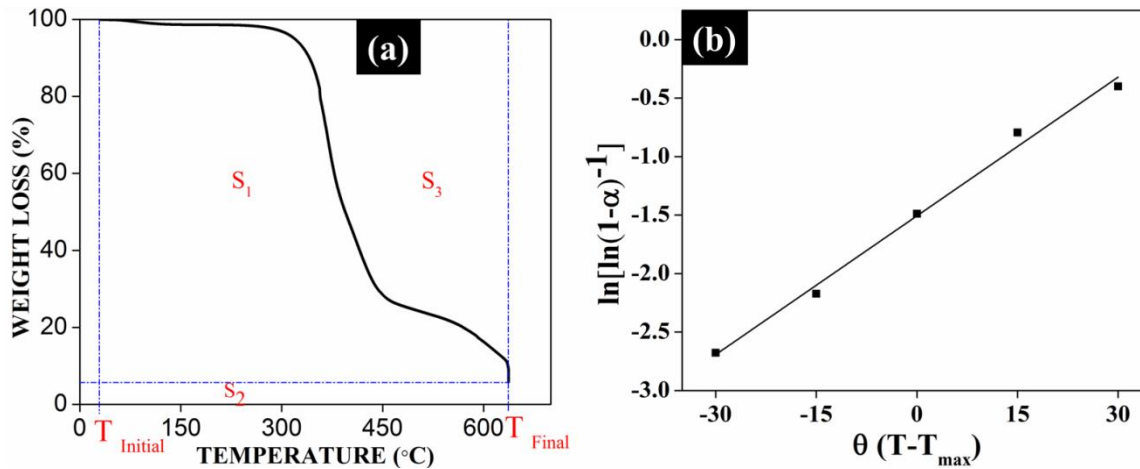 (a)
WEIGHT LOSS (%)
100
80
60
40
20
0
S1
S3
S2
0 150 300 450 600
T Initial
T Final
TEMPERATURE (°C)
(b)
ln[ln(1-α)-1]
0.0
-0.5
-1.0
-1.5
-2.0
-2.5
-3.0
-30 -15 0 15 30
θ (T-Tmax)